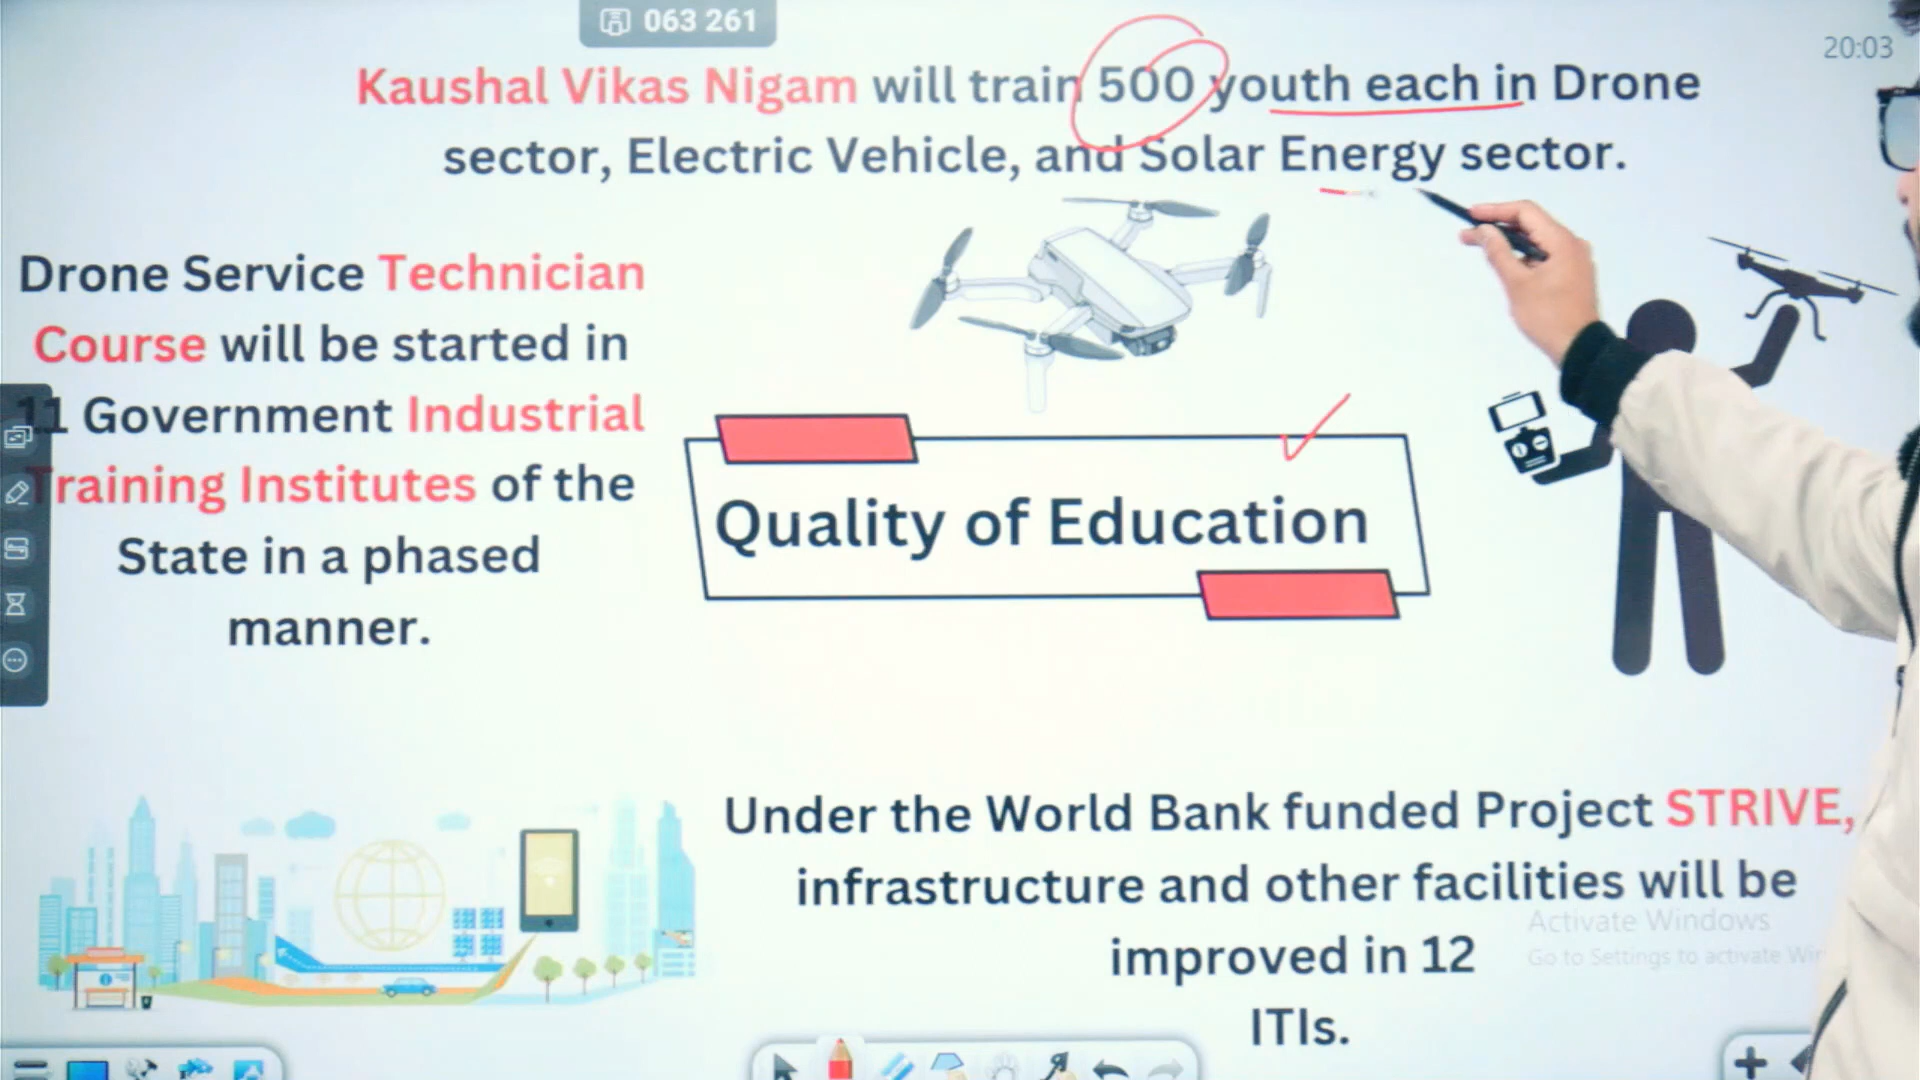 063 261
20:03
Kaushal Vikas Nigam will train 500 youth each in Drone
sector, Electric Vehicle, and Solar Energy sector.
Drone Service Technician
Course will be started in
11 Government Industrial
Training Institutes of the
State in a phased
manner.
Quality of Education
Under the World Bank funded Project STRIVE,
infrastructure and other facilities will be
improved in 12
ITIs.
Activate Windows
Go to Settings to activate Win